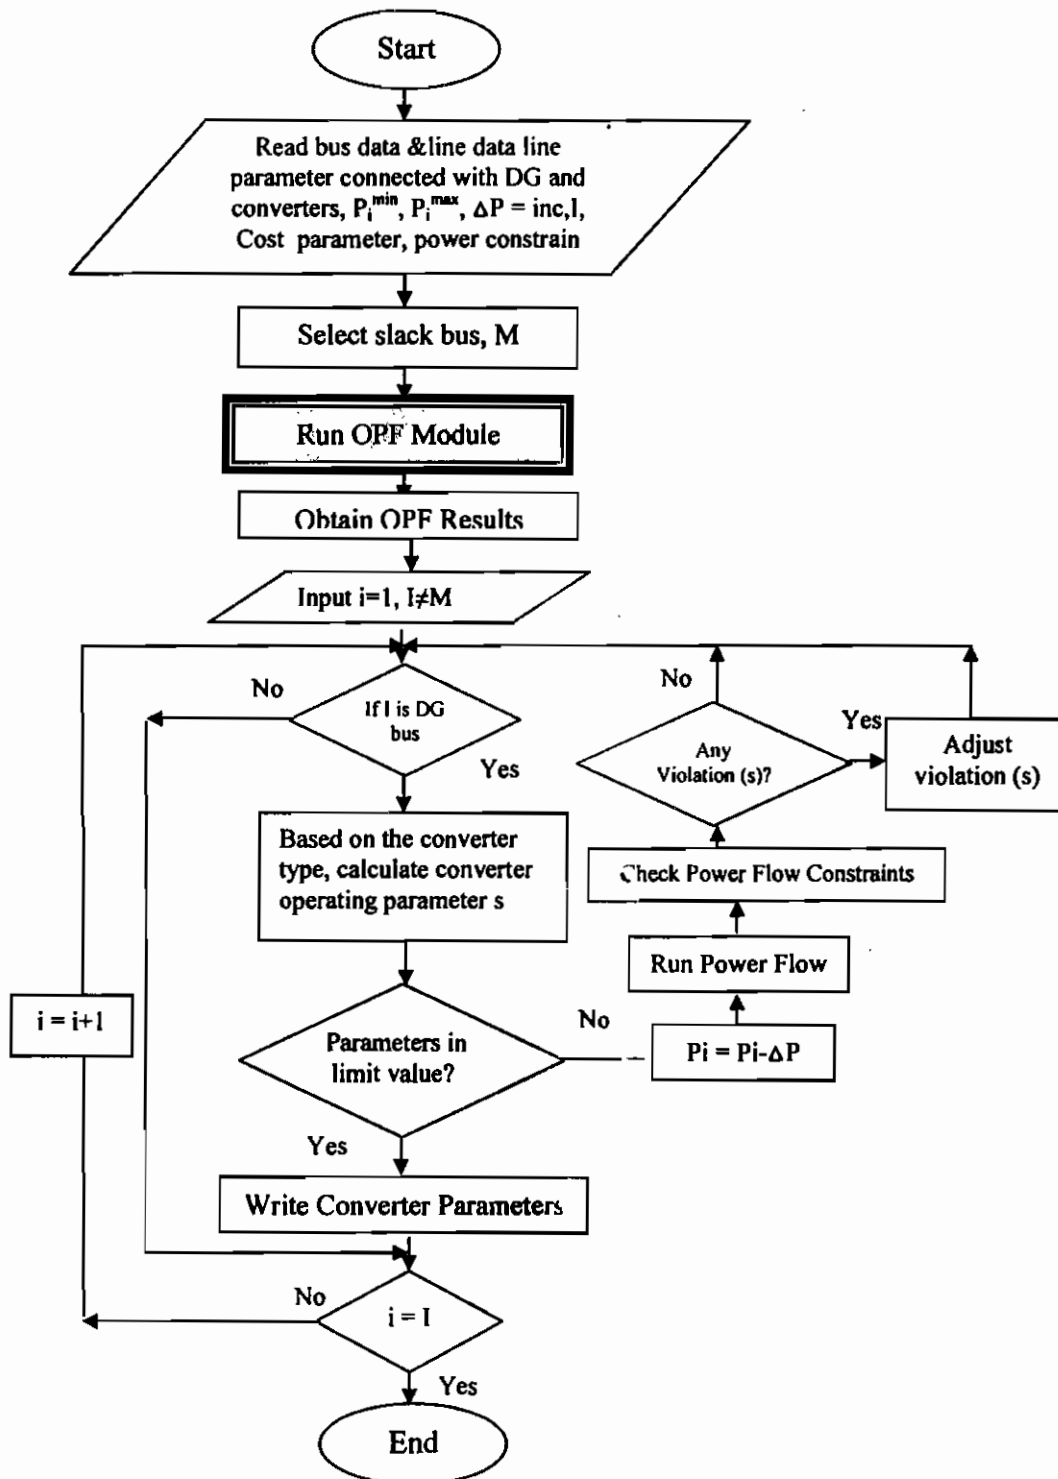 Start
Read bus data &line data line
parameter connected with DG and
converters, Pᵢᵐⁱⁿ, Pᵢᵐᵃˣ, ΔP = inc,I,
Cost parameter, power constrain
Select slack bus, M
Run OPF Module
Obtain OPF Results
Input i=1, I≠M
No
If I is DG
bus
Yes
Based on the converter
type, calculate converter
operating parameter s
Parameters in
limit value?
No
Pi = Pi-ΔP
Run Power Flow
Check Power Flow Constraints
Any
Violation (s)?
No
Yes
Adjust
violation (s)
Yes
Write Converter Parameters
i = i+1
No
i = I
Yes
End